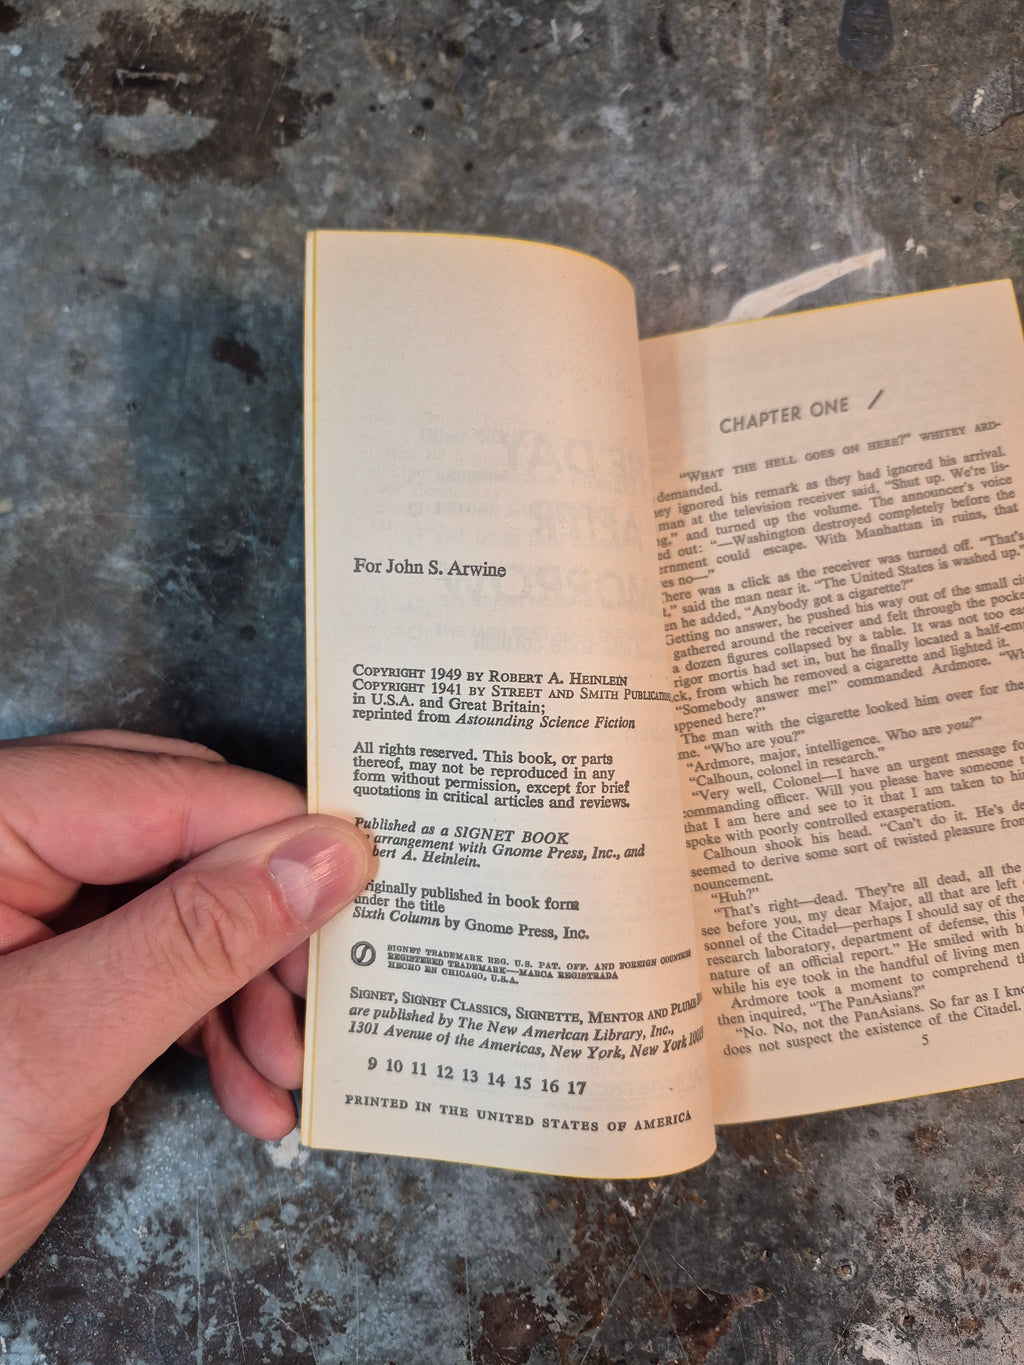 For John S. Arwine
COPYRIGHT 1949 BY ROBERT A. HEINLEIN
COPYRIGHT 1941 BY STREET AND SMITH
in U.S.A. and Great Britain;
reprinted from Astounding Science Fiction
All rights reserved. This book, or parts
thereof, may not be reproduced in any
form without permission, except for brief
quotations in critical articles and reviews.
Published as a SIGNET BOOK
arrangement with Gnome Press, Inc., and
A. Heinlein.
Originally published in book form
under the title
Sixth Column by Gnome Press, Inc.
S
SIGNET TRADEMARK REG. U.S. PAT. OFF. AND FOREIGN COUNTRIES
REGISTERED TRADEMARK—MARCA REGISTRADA
HECHO EN CHICAGO, U.S.A.
SIGNET, SIGNET CLASSICS, SIGNETTE, MENTOR AND
are published by The New American Library, Inc.,
1301 Avenue of the Americas, New York, New York
9 10 11 12 13 14 15 16 17
PRINTED IN THE UNITED STATES OF AMERICA
CHAPTER ONE /
"WHAT THE HELL GOES ON HERE?" WHITEY ARD-
demanded.
ignored his remark as they had ignored his arrival.
man at the television receiver said, "Shut up. We're lis-
and turned up the volume. The announcer's voice
out: "—Washington destroyed completely before the
could escape. With Manhattan in ruins, that
no—"
There was a click as the receiver was turned off. "That's
said the man near it. "The United States is washed up."
he added, "Anybody got a cigarette?"
Getting no answer, he pushed his way out of the small
gathered around the receiver and felt through the
a dozen figures collapsed by a table. It was not too
rigor mortis had set in, but he finally located a
from which he removed a cigarette and lighted it.
"Somebody answer me!" commanded Ardmore.
here?"
The man with the cigarette looked him over for the
"Who are you?"
"Ardmore, major, intelligence. Who are you?"
"Calhoun, colonel in research."
"Very well, Colonel—I have an urgent message
commanding officer. Will you please have someone
that I am here and see to it that I am taken to
spoke with poorly controlled exasperation.
Calhoun shook his head. "Can't do it. He's
seemed to derive some sort of twisted pleasure from
nouncement.
"Huh?"
"That's right—dead. They're all dead, all the
see before you, my dear Major, all that are left
sonnel of the Citadel—perhaps I should say of the
research laboratory, department of defense, this
nature of an official report." He smiled with
while his eye took in the handful of living men
Ardmore took a moment to comprehend
then inquired, "The PanAsians?"
"No. No, not the PanAsians. So far as I
does not suspect the existence of the Citadel.
5